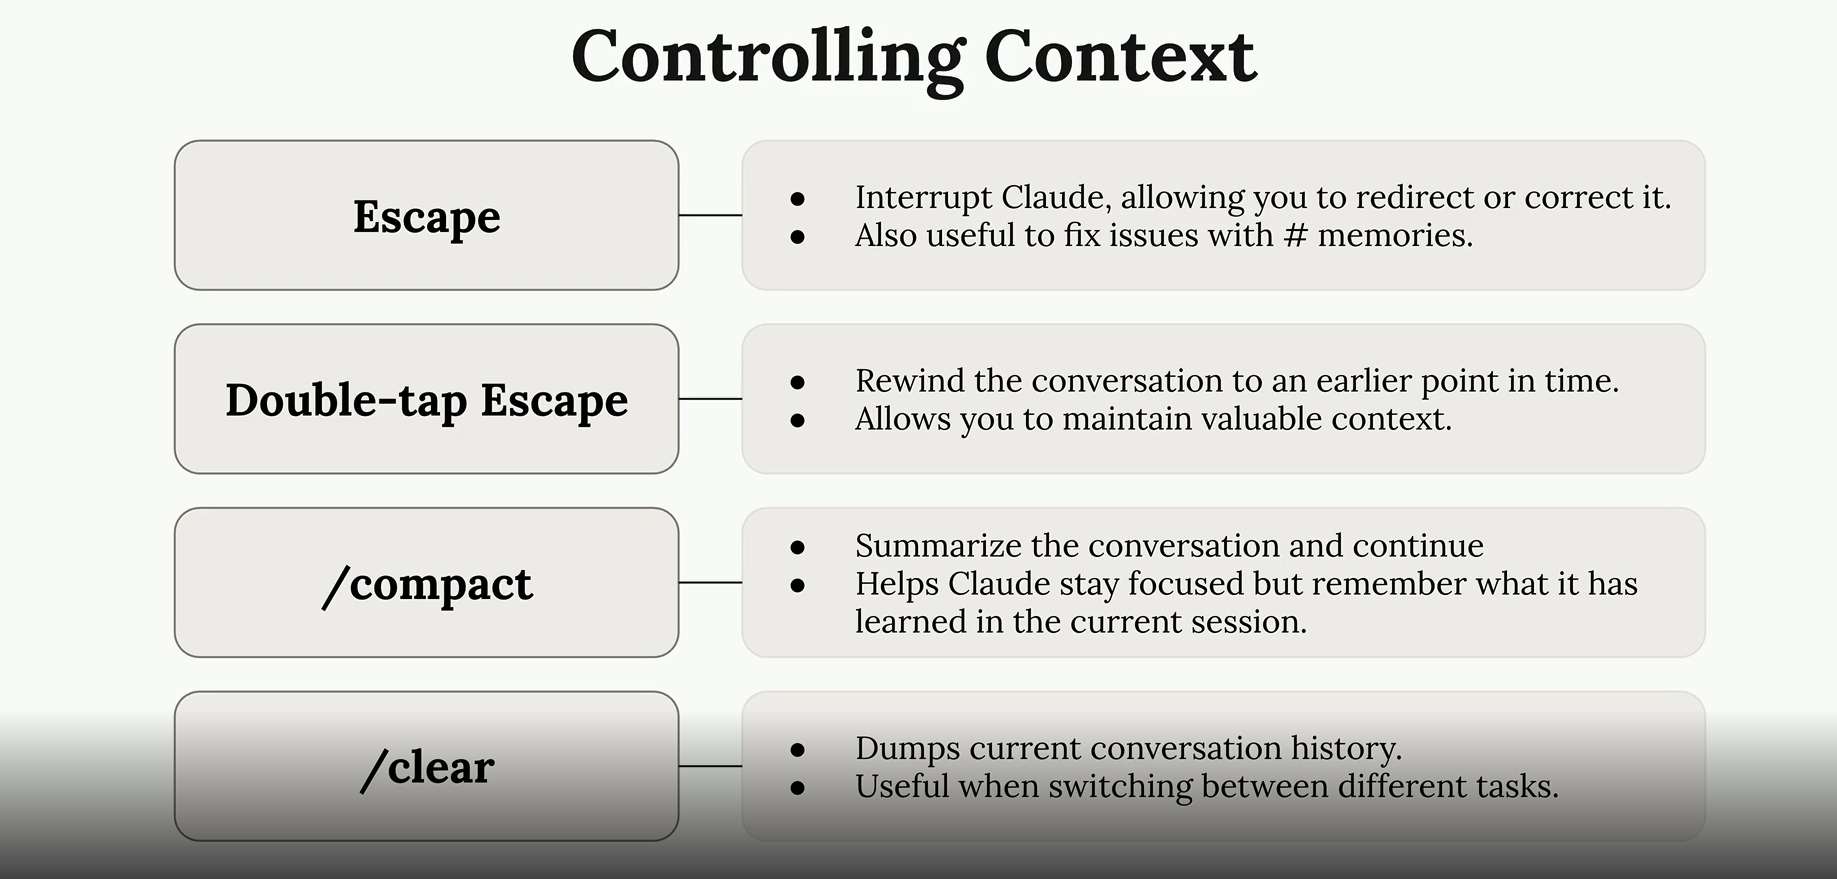 Controlling Context
Escape
● Interrupt Claude, allowing you to redirect or correct it.
● Also useful to fix issues with # memories.
Double-tap Escape
● Rewind the conversation to an earlier point in time.
● Allows you to maintain valuable context.
/compact
● Summarize the conversation and continue
● Helps Claude stay focused but remember what it has
learned in the current session.
/clear
● Dumps current conversation history.
● Useful when switching between different tasks.